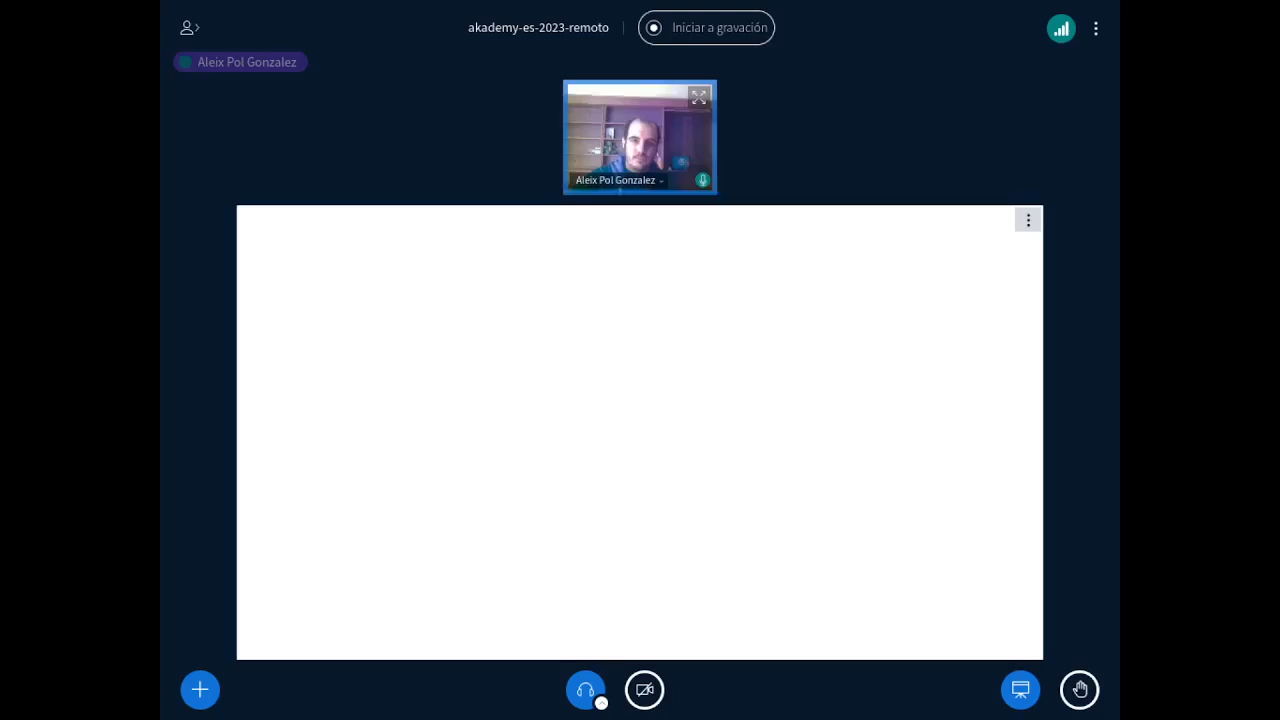 akademy-es-2023-remoto
Iniciar a gravación
Aleix Pol Gonzalez
Aleix Pol Gonzalez